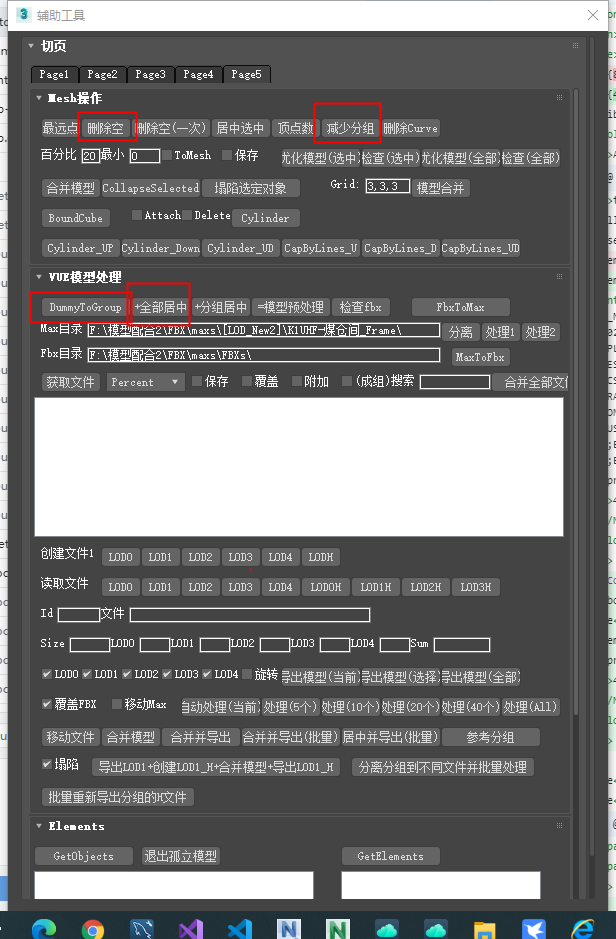 辅助工具
切页
Page1 Page2 Page3 Page4 Page5
Mesh操作
最远点 删除空 删除空(一次) 居中选中 顶点数 减少分组 删除Curve
百分比 20 最小 0 ToMesh 保存 优化模型(选中) 检查(选中) 优化模型(全部) 检查(全部)
合并模型 CollapseSelected 塌陷选定对象 Grid: 3,3,3 模型合并
BoundCube Attach Delete Cylinder
Cylinder_UP Cylinder_Down Cylinder_UD CapByLines_U CapByLines_D CapByLines_UD
VUE模型处理
DummyToGroup +全部居中 +分组居中 =模型预处理 检查fbx FbxToMax
Max目录 F:\模型配合2\FBX\maxs\[LOD_New2]\K1UHF-煤仓间_Frame\ 分离 处理1 处理2
Fbx目录 F:\模型配合2\FBX\maxs\FBXs\ MaxToFbx
获取文件 Percent 保存 覆盖 附加 (成组)搜索 合并全部文件
创建文件1 LOD0 LOD1 LOD2 LOD3 LOD4 LODH
读取文件 LOD0 LOD1 LOD2 LOD3 LOD4 LOD0H LOD1H LOD2H LOD3H
Id 文件
Size LOD0 LOD1 LOD2 LOD3 LOD4 Sum
LOD0 LOD1 LOD2 LOD3 LOD4 旋转 导出模型(当前) 导出模型(选择) 导出模型(全部)
覆盖FBX 移动Max 自动处理(当前) 处理(5个) 处理(10个) 处理(20个) 处理(40个) 处理(All)
移动文件 合并模型 合并并导出 合并并导出(批量) 居中并导出(批量) 参考分组
塌陷 导出LOD1+创建LOD1_H+合并模型+导出LOD1_H 分离分组到不同文件并批量处理
批量重新导出分组的H文件
Elements
GetObjects 退出孤立模型 GetElements